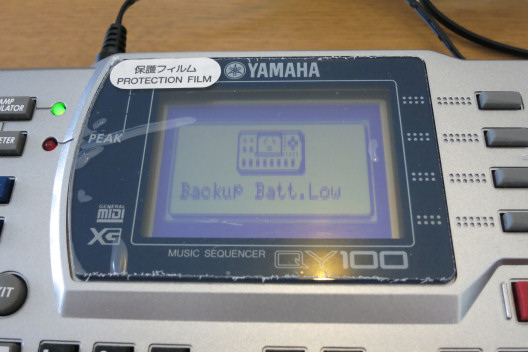 保護フィルム
PROTECTION FILM
YAMAHA
PEAK
Backup Batt.Low
GENERAL
MIDI
XG
MUSIC SEQUENCER
QY100